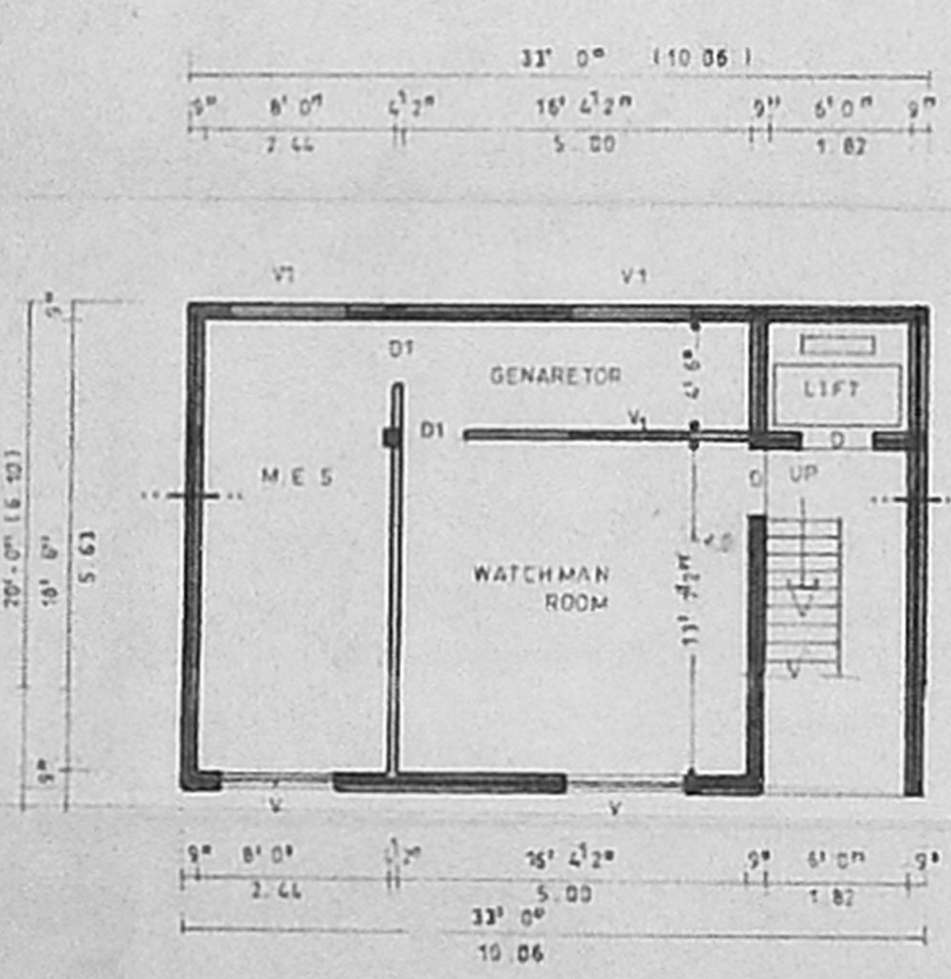 33' 0" (10.06)
9" 8' 0" 4½" 16' 4½" 9" 6' 0" 9"
2.44 5.00 1.82
V1 V1
9"
D1
GENARETOR
4' 6"
LIFT
V1
D1
D
M.E.S
D UP
20'-0" (6.10)
18' 6"
5.63
WATCHMAN
ROOM
13' 4½"
9"
V V
9" 8' 0" 4½" 16' 4½" 9" 6' 0" 9"
2.44 5.00 1.82
33' 0"
10.06